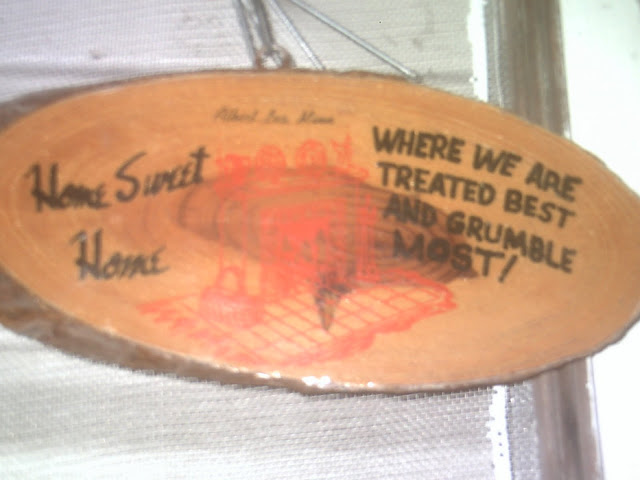 Albert Lea, Minn
Home Sweet
Home
WHERE WE ARE
TREATED BEST
AND GRUMBLE
MOST!